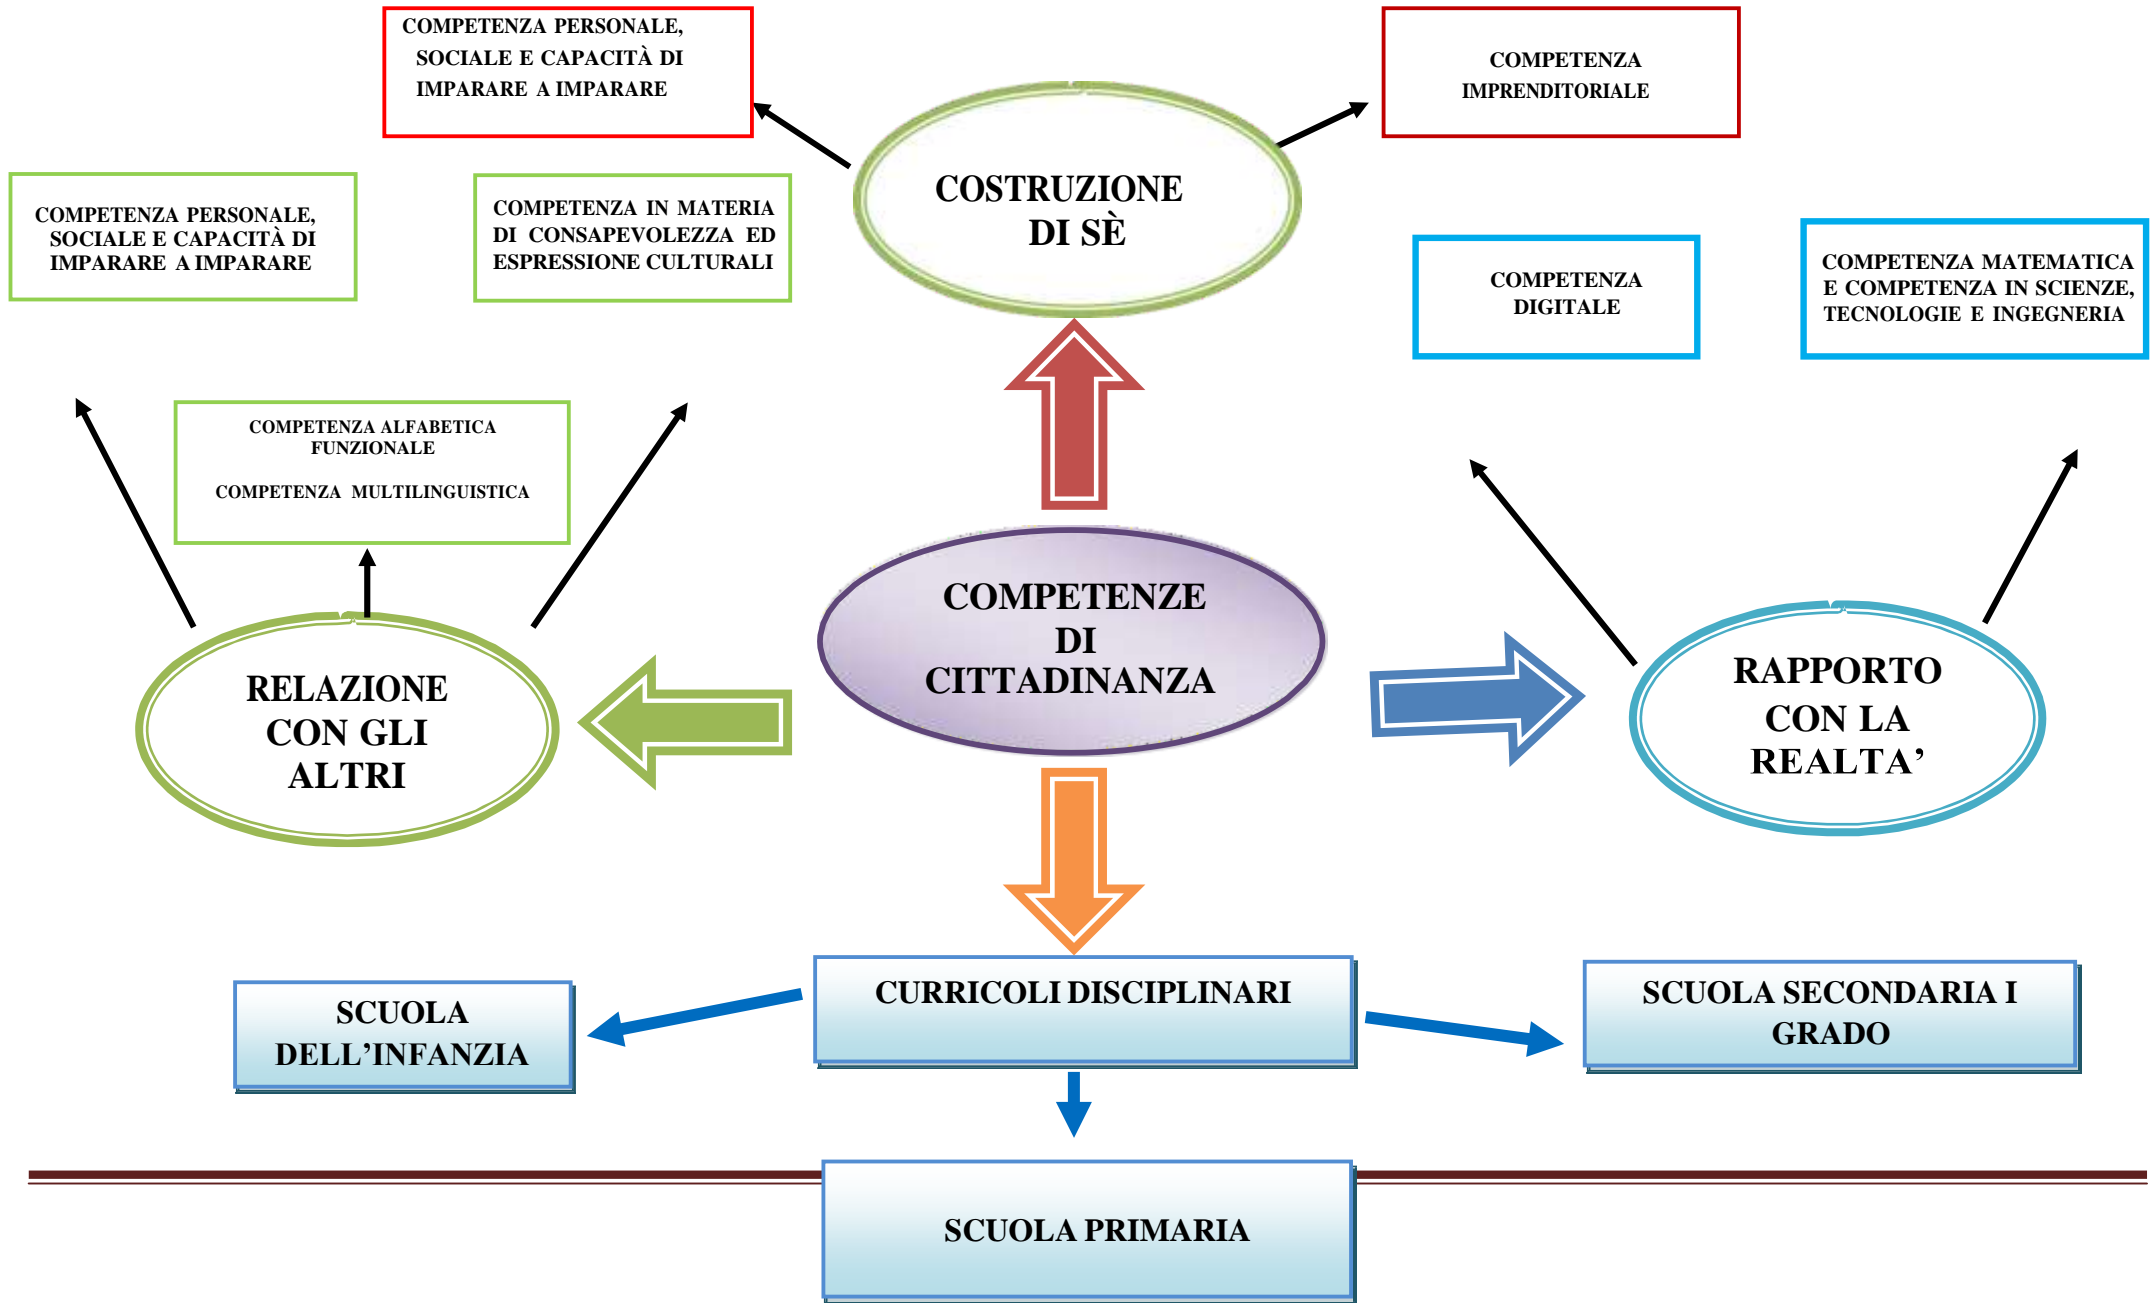 COMPETENZA PERSONALE,
SOCIALE E CAPACITÀ DI
IMPARARE A IMPARARE
COMPETENZA
IMPRENDITORIALE
COSTRUZIONE
DI SÈ
COMPETENZA PERSONALE,
SOCIALE E CAPACITÀ DI
IMPARARE A IMPARARE
COMPETENZA IN MATERIA
DI CONSAPEVOLEZZA ED
ESPRESSIONE CULTURALI
COMPETENZA
DIGITALE
COMPETENZA MATEMATICA
E COMPETENZA IN SCIENZE,
TECNOLOGIE E INGEGNERIA
COMPETENZA ALFABETICA
FUNZIONALE
COMPETENZA MULTILINGUISTICA
COMPETENZE
DI
CITTADINANZA
RELAZIONE
CON GLI
ALTRI
RAPPORTO
CON LA
REALTA’
CURRICOLI DISCIPLINARI
SCUOLA
DELL’INFANZIA
SCUOLA SECONDARIA I
GRADO
SCUOLA PRIMARIA